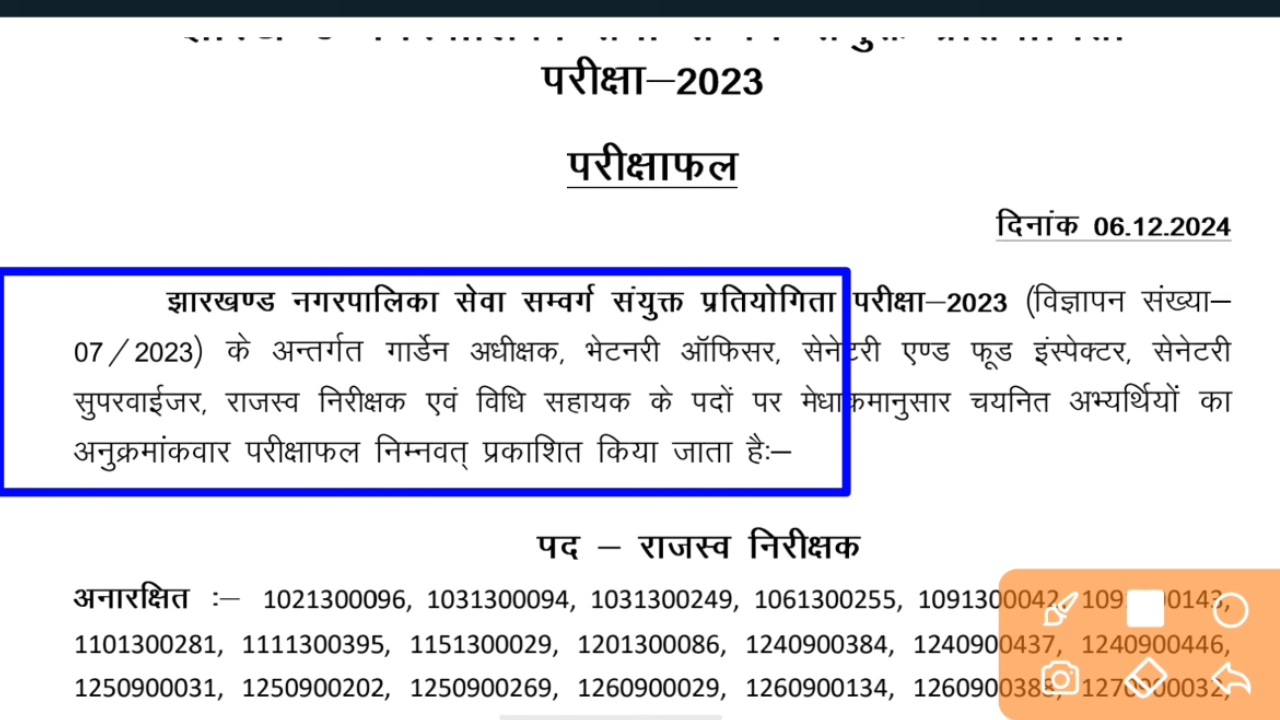 परीक्षा–2023
परीक्षाफल
दिनांक 06.12.2024
झारखण्ड नगरपालिका सेवा सम्वर्ग संयुक्त प्रतियोगिता परीक्षा–2023 (विज्ञापन संख्या–
07/2023) के अन्तर्गत गार्डेन अधीक्षक, भेटनरी ऑफिसर, सेनेटरी एण्ड फूड इंस्पेक्टर, सेनेटरी
सुपरवाईजर, राजस्व निरीक्षक एवं विधि सहायक के पदों पर मेधाक्रमानुसार चयनित अभ्यर्थियों का
अनुक्रमांकवार परीक्षाफल निम्नवत् प्रकाशित किया जाता हैः–
पद – राजस्व निरीक्षक
अनारक्षित :– 1021300096, 1031300094, 1031300249, 1061300255, 1091300042,
1101300281, 1111300395, 1151300029, 1201300086, 1240900384, 1240900437, 1240900446,
1250900031, 1250900202, 1250900269, 1260900029, 1260900134,